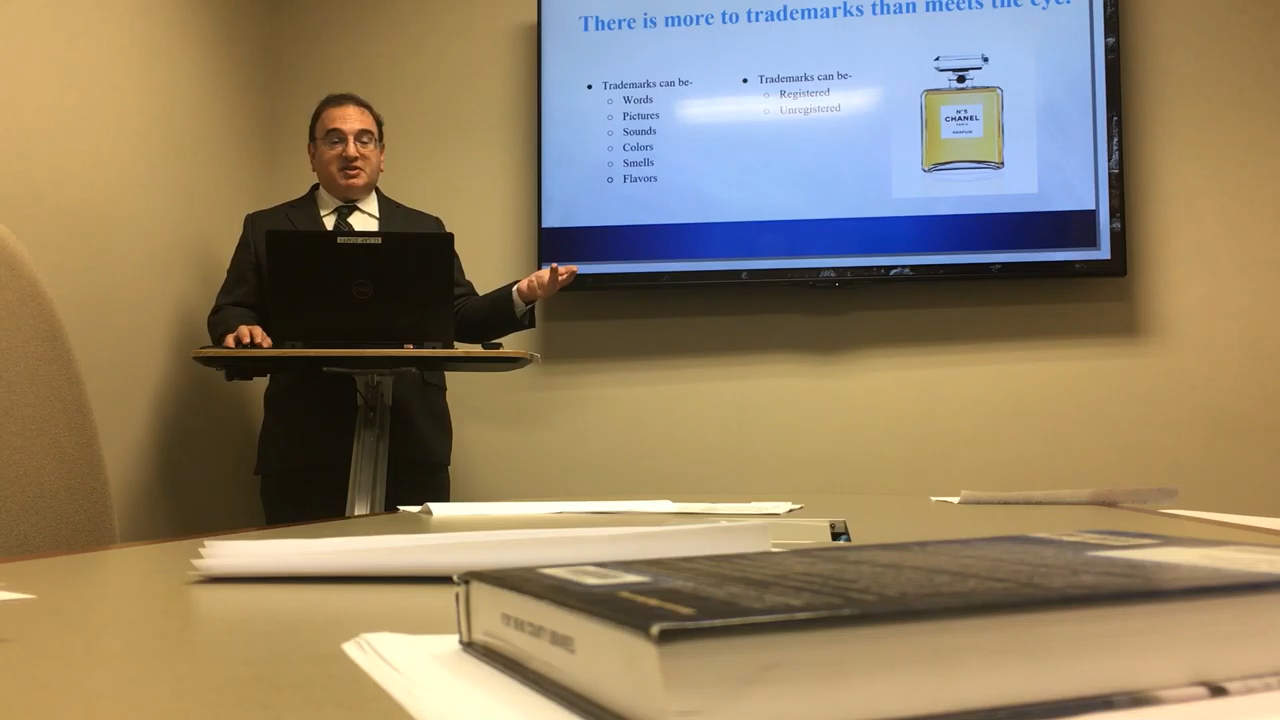 There is more to trademarks than meets the eye.
● Trademarks can be-
○ Words
○ Pictures
○ Sounds
○ Colors
○ Smells
○ Flavors
● Trademarks can be-
○ Registered
○ Unregistered
N°5
CHANEL
PARIS
PARFUM
DELL